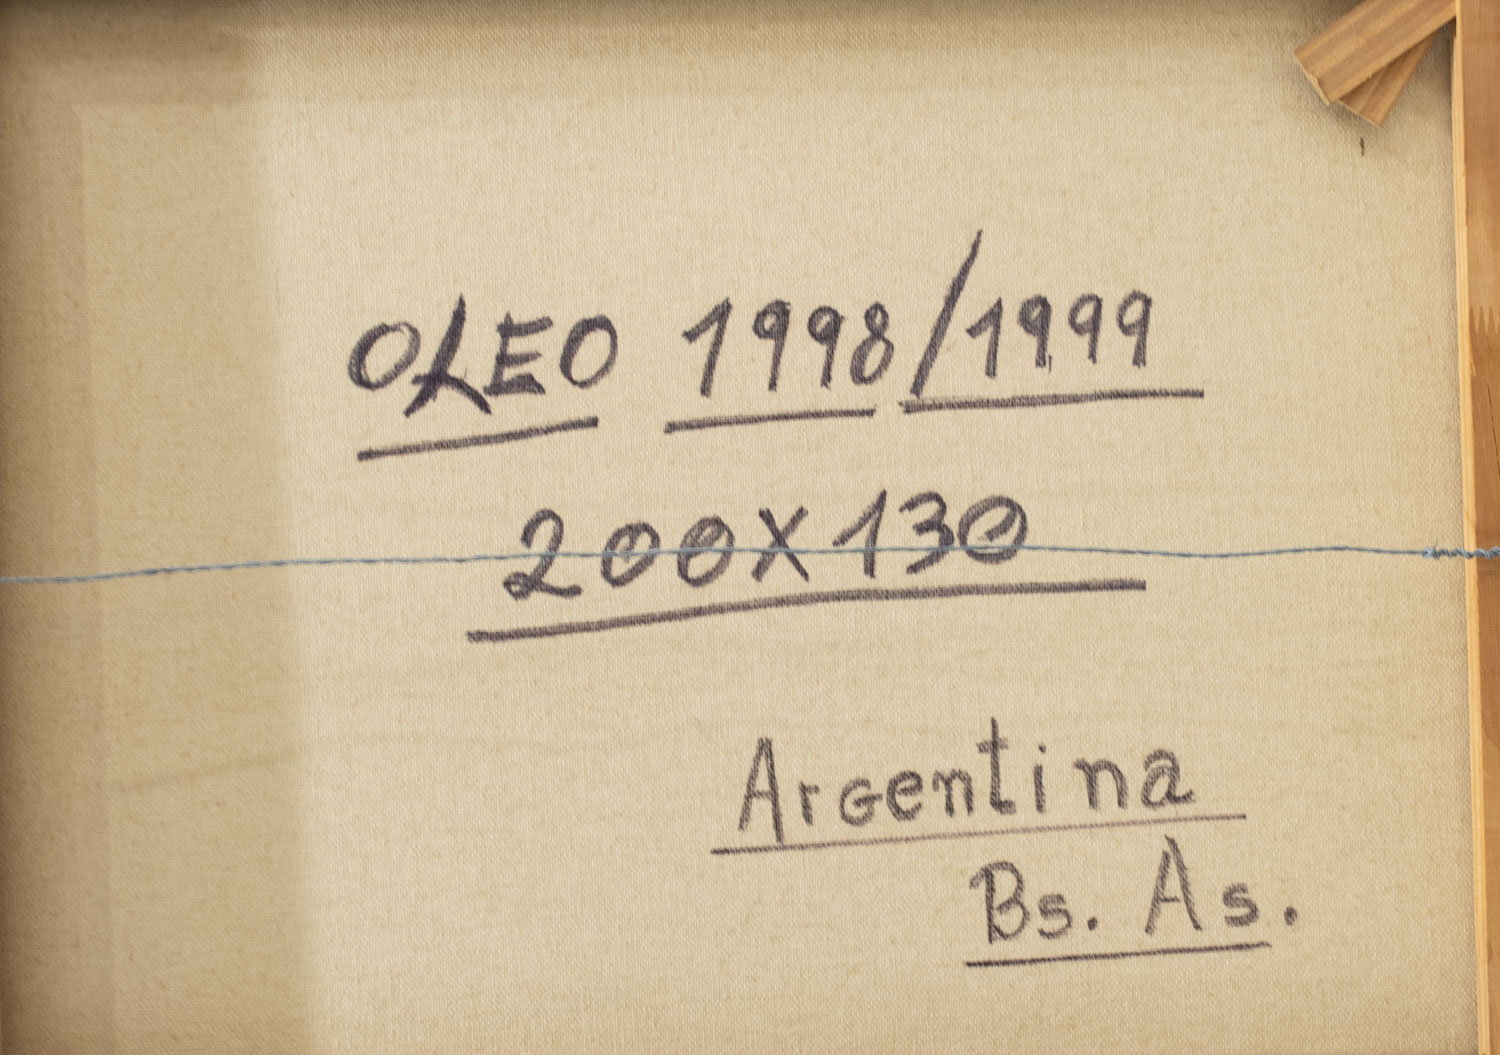 OLEO 1998/1999
200X130
Argentina
Bs. As.